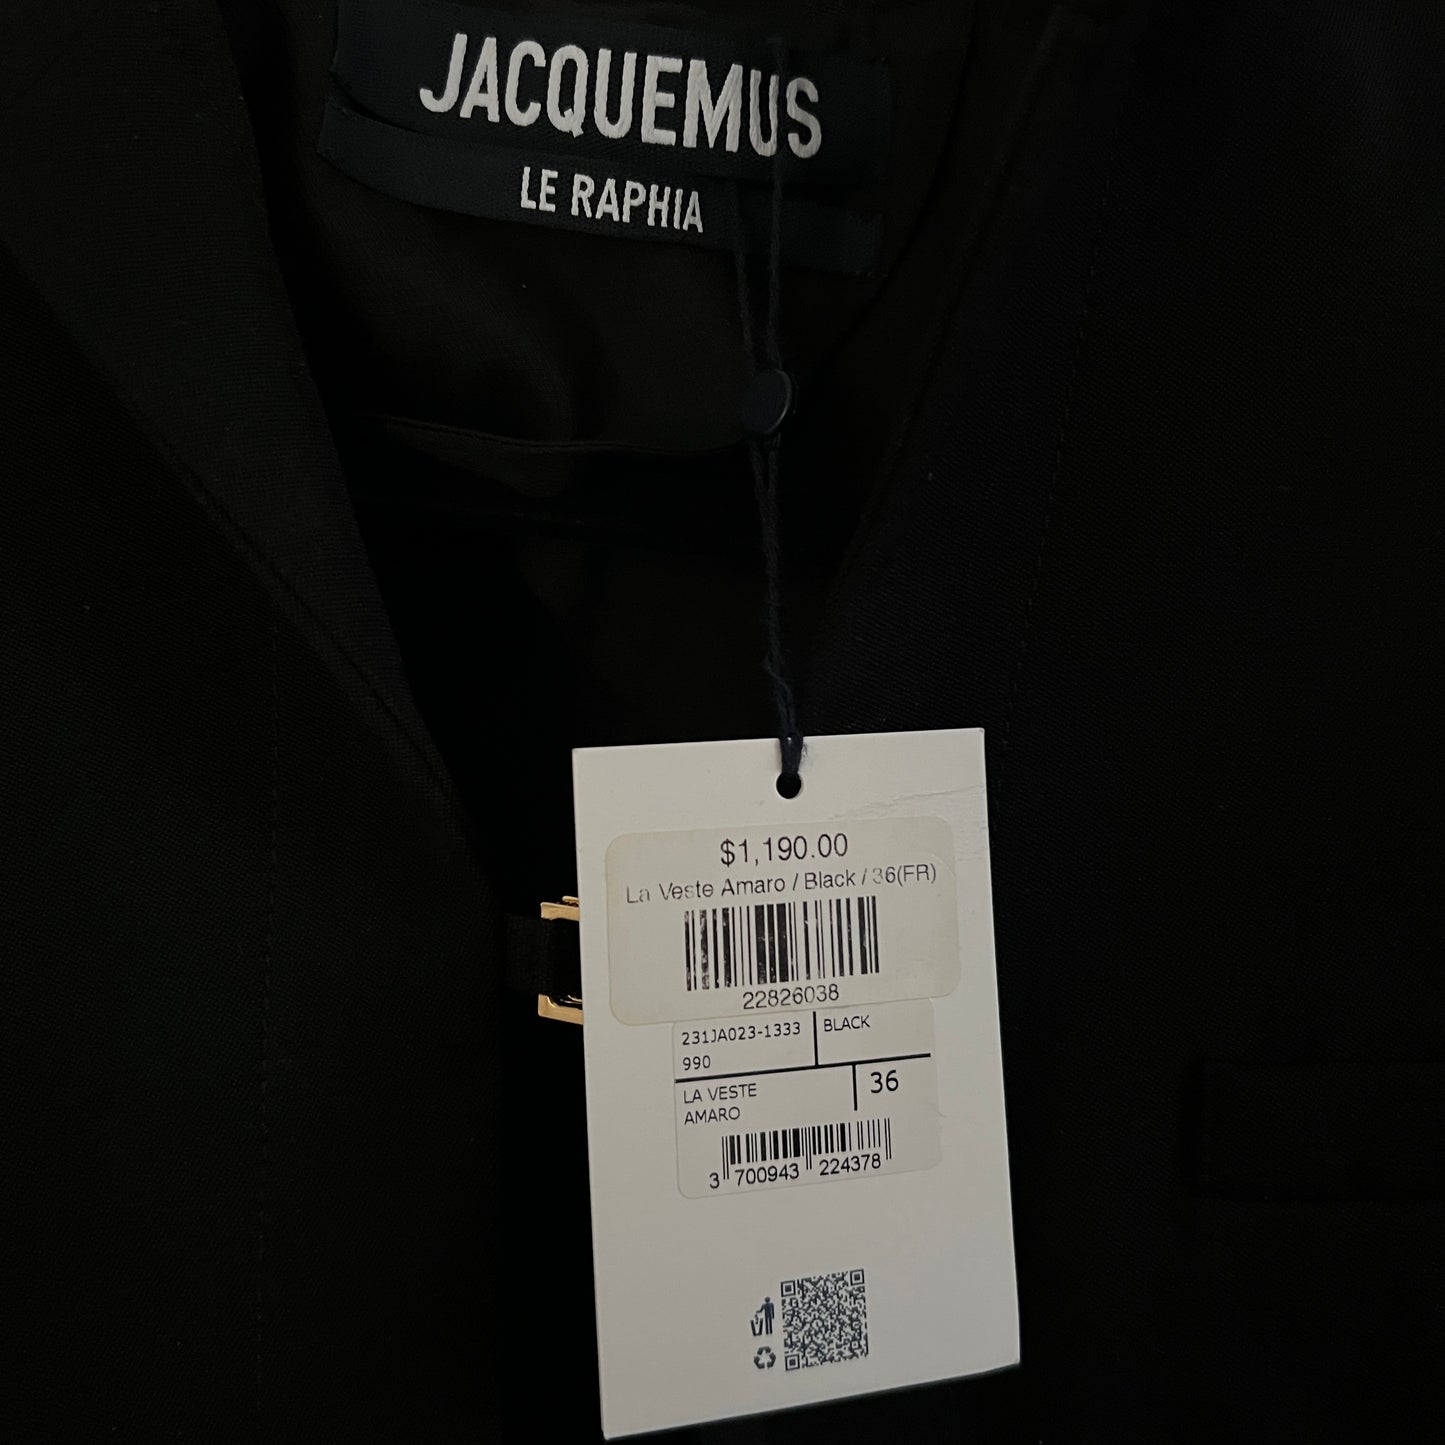 JACQUEMUS
LE RAPHIA
$1,190.00
La Veste Amaro / Black / 36(FR)
22826038
231JA023-1333 BLACK
990
LA VESTE 36
AMARO
3 700943 224378